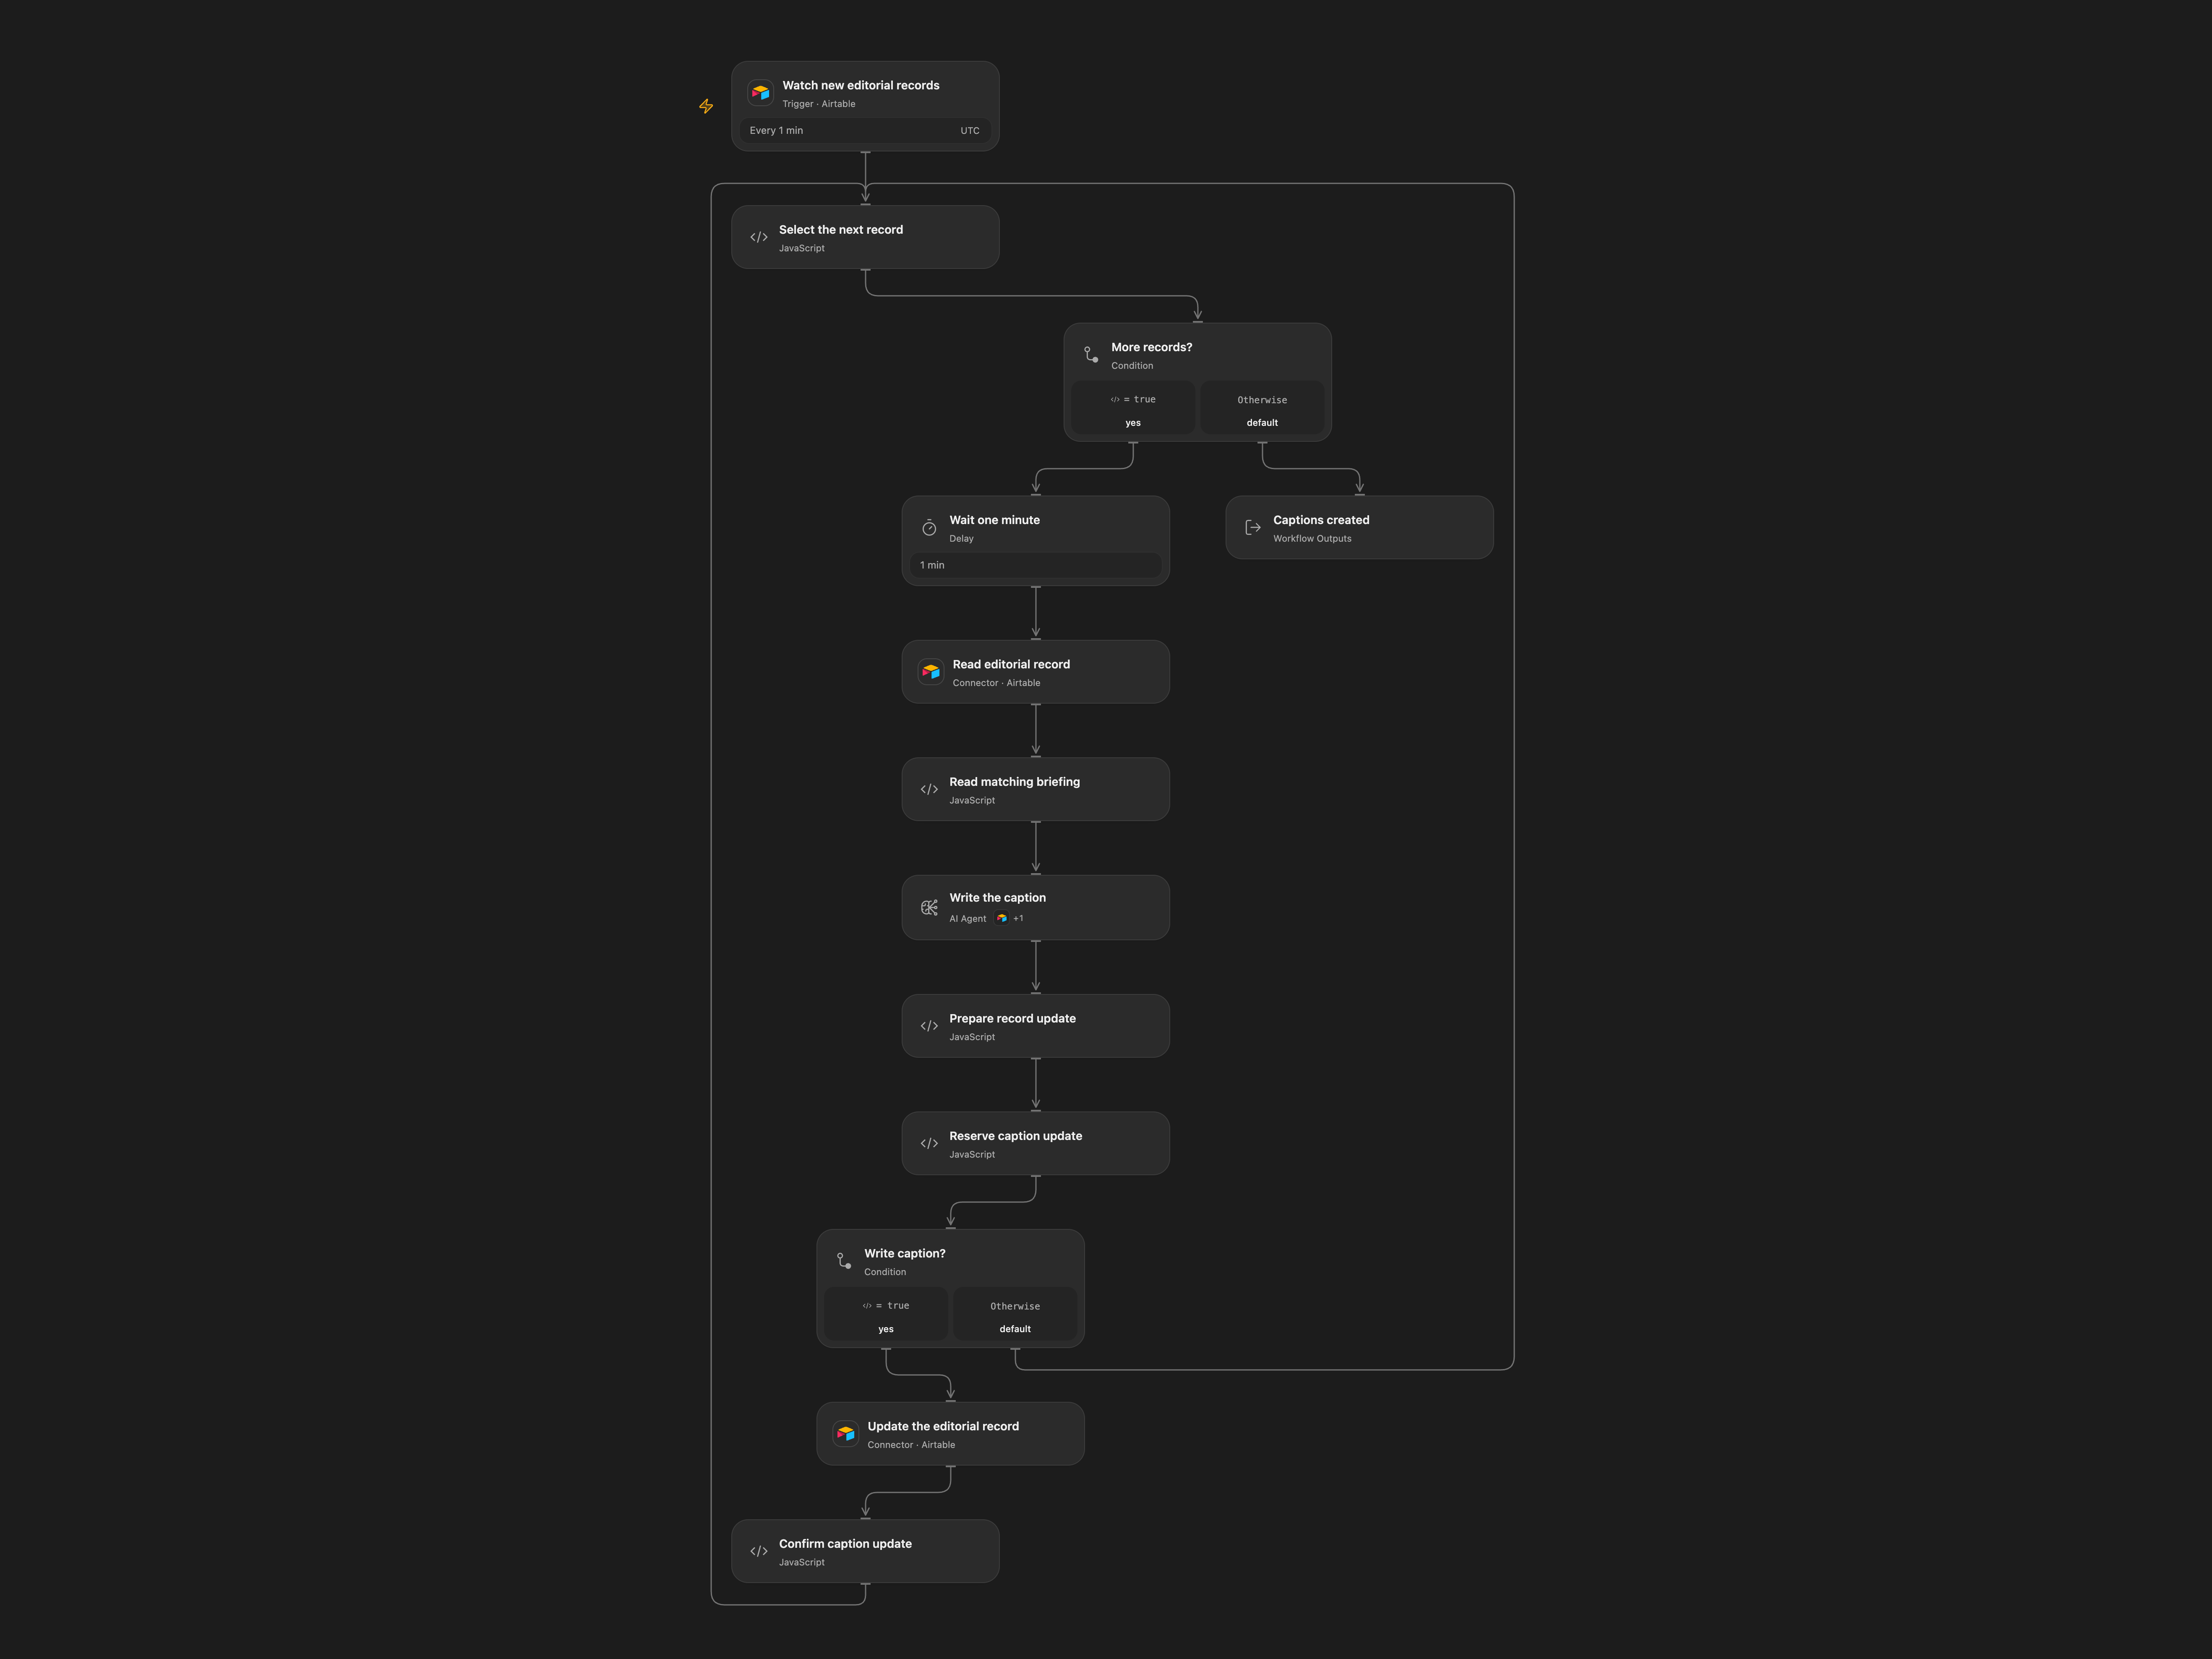 Watch new editorial records
Trigger · Airtable
Every 1 min
UTC
Select the next record
JavaScript
More records?
Condition
</> = true
yes
Otherwise
default
Wait one minute
Delay
1 min
Captions created
Workflow Outputs
Read editorial record
Connector · Airtable
Read matching briefing
JavaScript
Write the caption
AI Agent +1
Prepare record update
JavaScript
Reserve caption update
JavaScript
Write caption?
Condition
</> = true
yes
Otherwise
default
Update the editorial record
Connector · Airtable
Confirm caption update
JavaScript